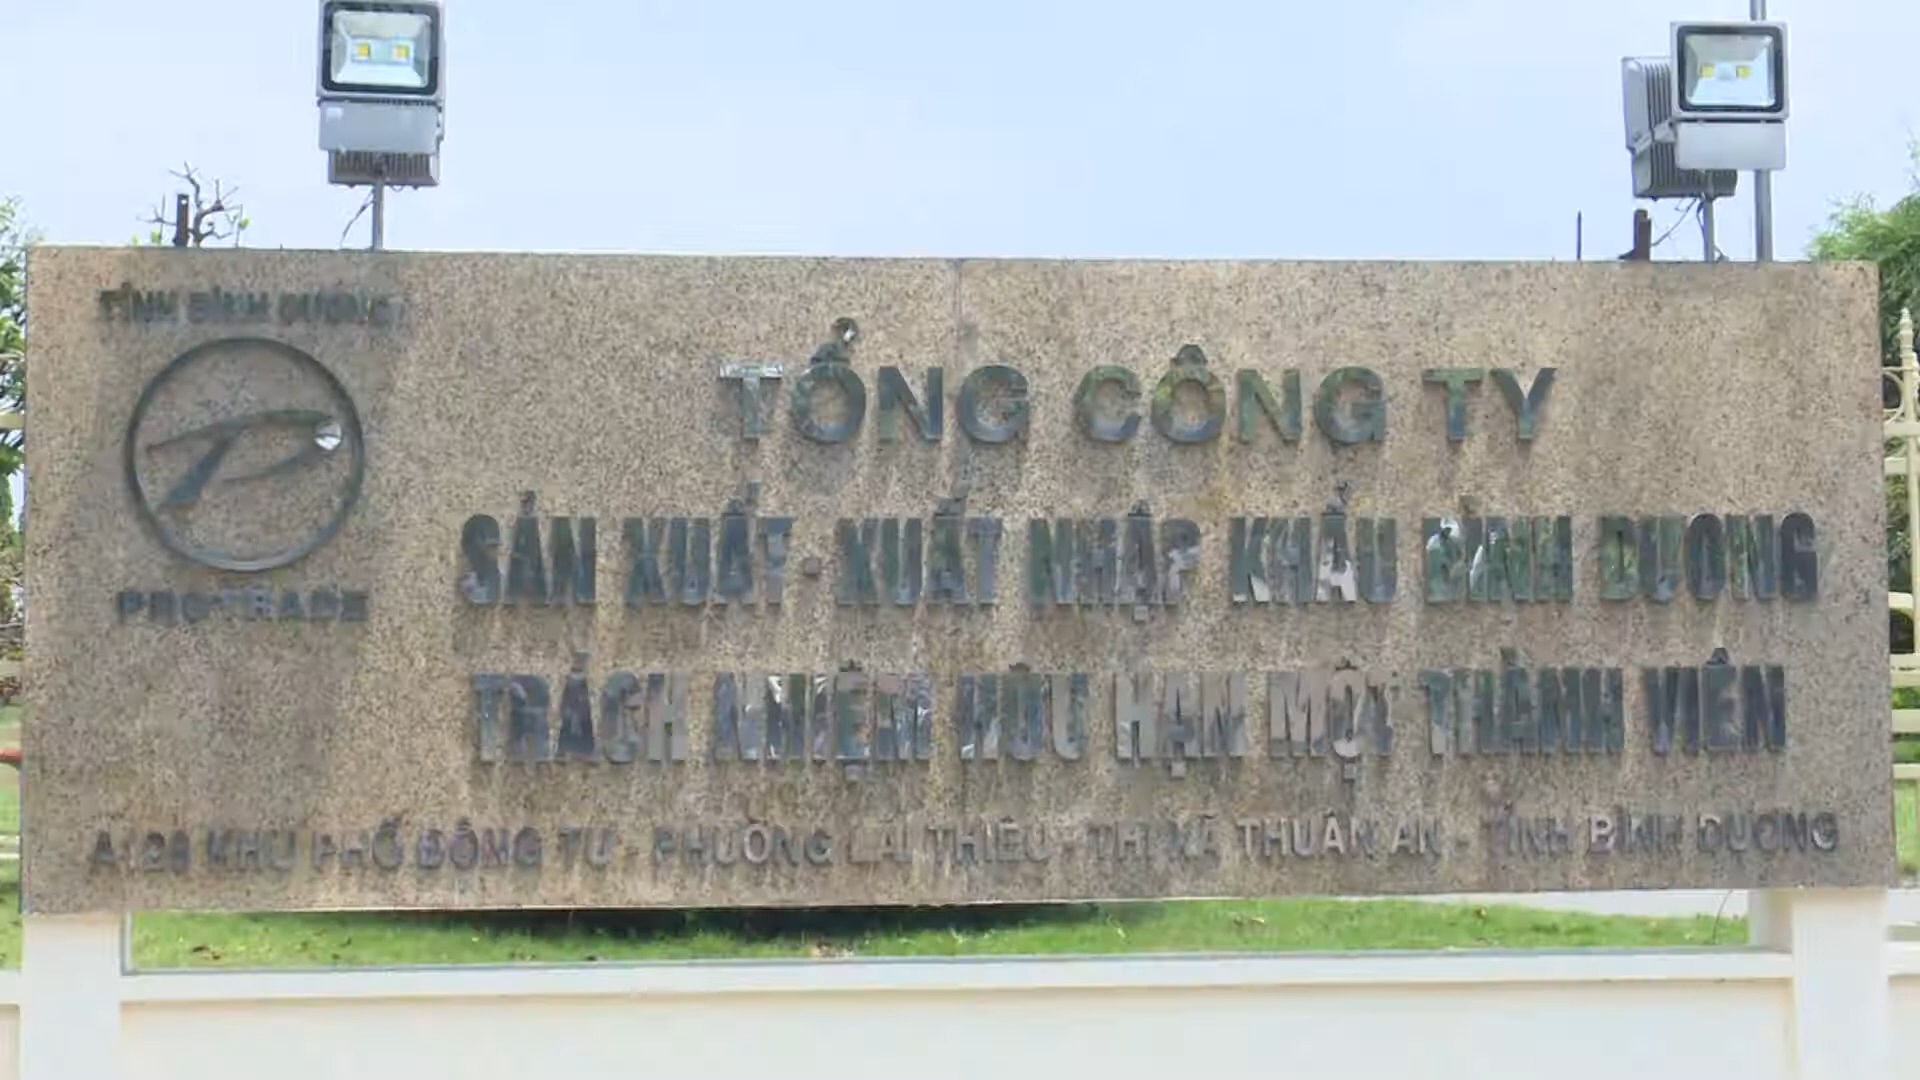 TỈNH BÌNH DƯƠNG
PROTRADE
TỔNG CÔNG TY
SẢN XUẤT - XUẤT NHẬP KHẨU BÌNH DƯƠNG
TRÁCH NHIỆM HỮU HẠN MỘT THÀNH VIÊN
A 128 KHU PHỐ ĐÔNG TƯ - PHƯỜNG LÁI THIÊU - THỊ XÃ THUẬN AN - TỈNH BÌNH DƯƠNG